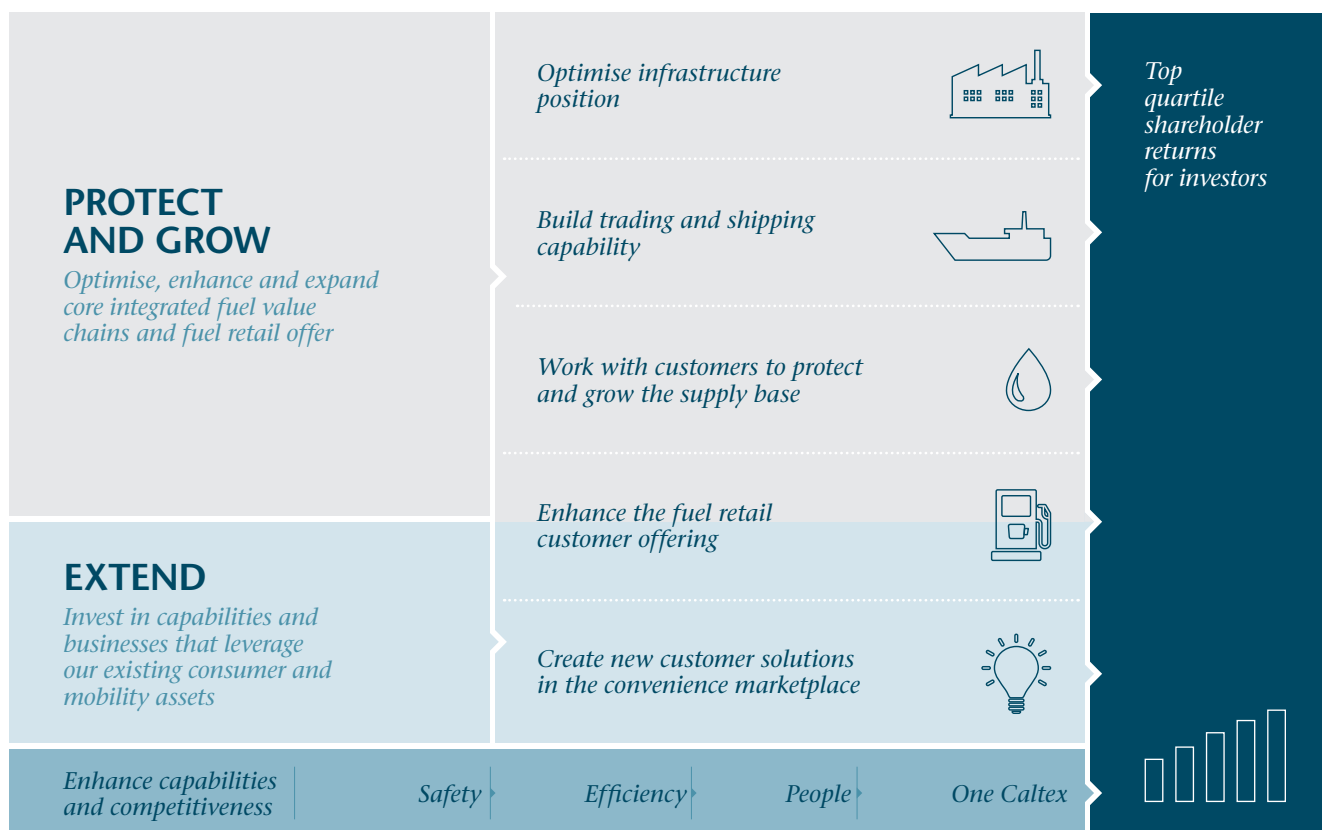 PROTECT
AND GROW
Optimise, enhance and expand
core integrated fuel value
chains and fuel retail offer
EXTEND
Invest in capabilities and
businesses that leverage
our existing consumer and
mobility assets
Optimise infrastructure
position
Build trading and shipping
capability
Work with customers to protect
and grow the supply base
Enhance the fuel retail
customer offering
Create new customer solutions
in the convenience marketplace
Top
quartile
shareholder
returns
for investors
Enhance capabilities
and competitiveness
Safety
Efficiency
People
One Caltex